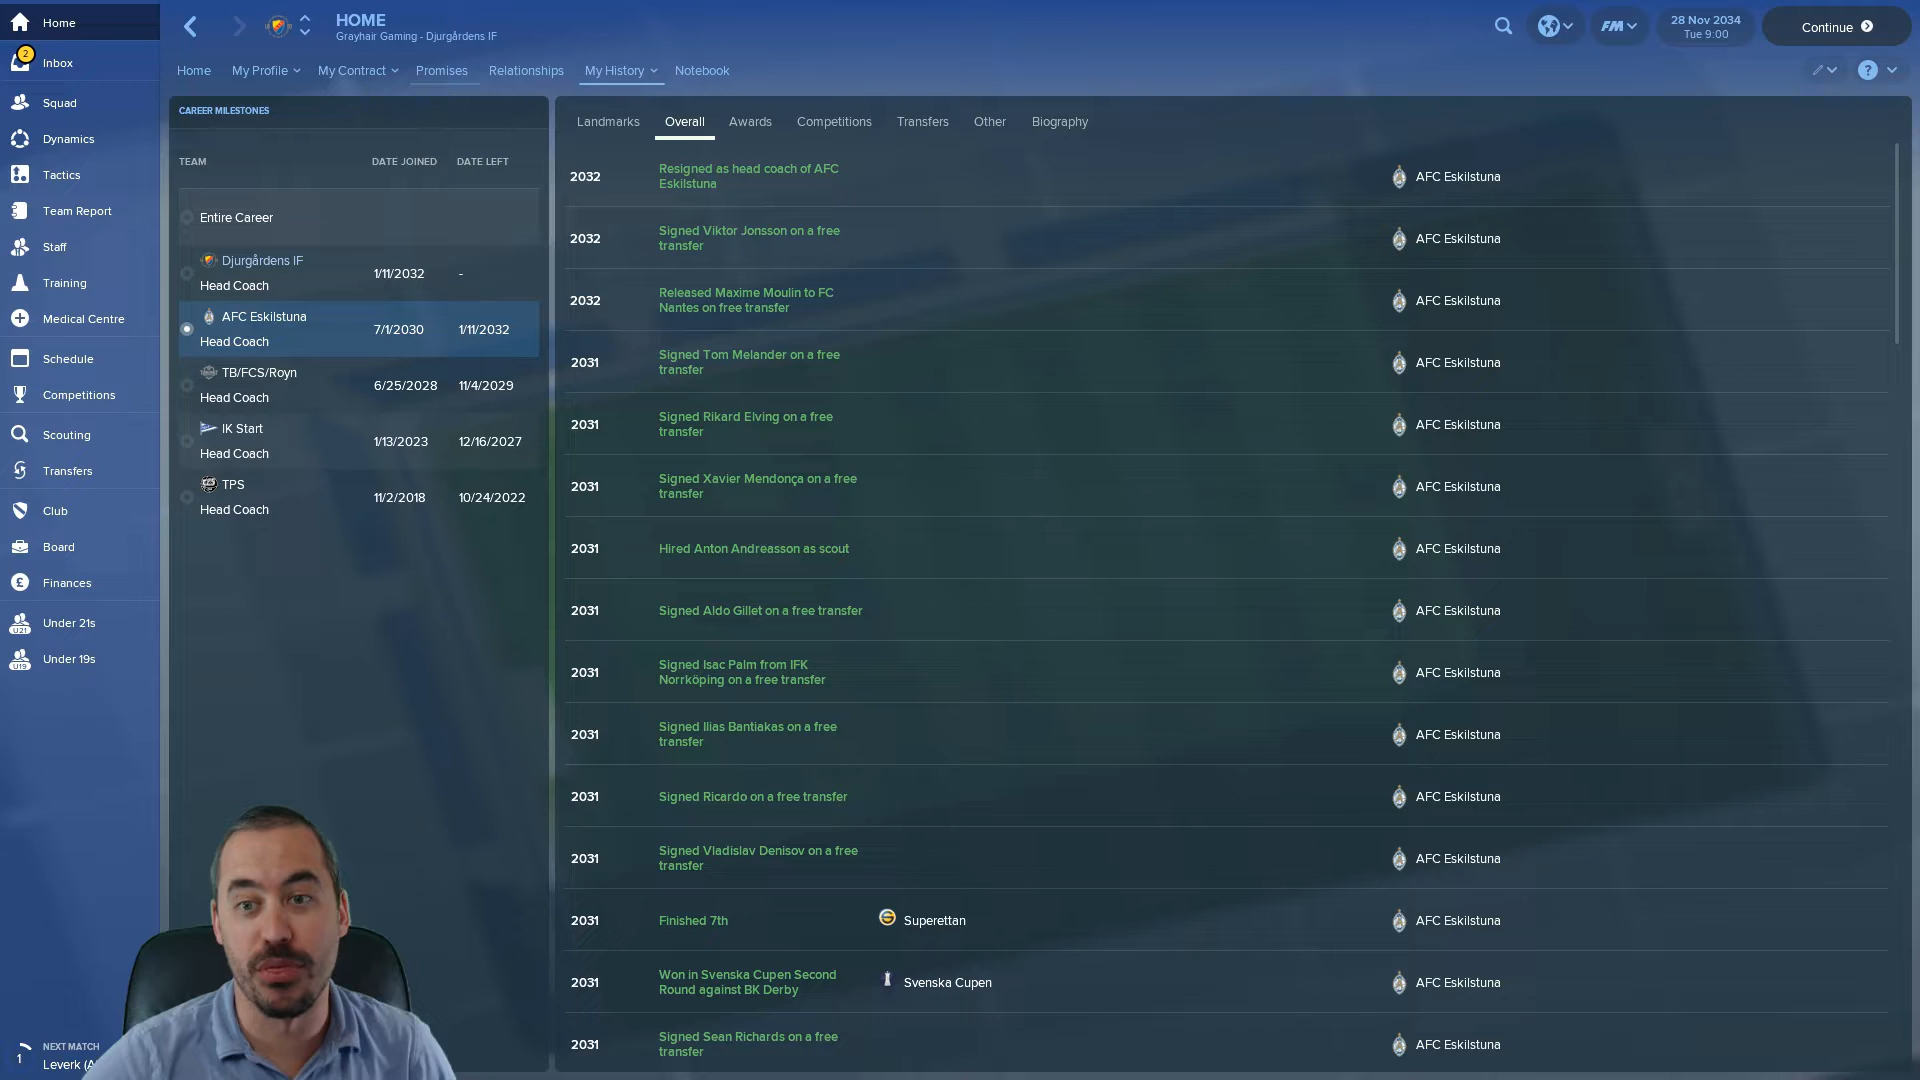 Home
2
Inbox
Squad
Dynamics
Tactics
Team Report
Staff
Training
Medical Centre
Schedule
Competitions
Scouting
Transfers
Club
Board
£
Finances
U21
Under 21s
U19
Under 19s
1
NEXT MATCH
Leverk (A
HOME
Grayhair Gaming - Djurgårdens IF
FM
28 Nov 2034
Tue 9:00
Continue
Home My Profile My Contract Promises Relationships My History Notebook
?
CAREER MILESTONES
TEAM DATE JOINED DATE LEFT
Entire Career
Djurgårdens IF
Head Coach
1/11/2032 -
AFC Eskilstuna
Head Coach
7/1/2030 1/11/2032
TB/FCS/Royn
Head Coach
6/25/2028 11/4/2029
IK Start
Head Coach
1/13/2023 12/16/2027
TPS
Head Coach
11/2/2018 10/24/2022
Landmarks Overall Awards Competitions Transfers Other Biography
2032 Resigned as head coach of AFC
Eskilstuna
AFC Eskilstuna
2032 Signed Viktor Jonsson on a free
transfer
AFC Eskilstuna
2032 Released Maxime Moulin to FC
Nantes on free transfer
AFC Eskilstuna
2031 Signed Tom Melander on a free
transfer
AFC Eskilstuna
2031 Signed Rikard Elving on a free
transfer
AFC Eskilstuna
2031 Signed Xavier Mendonça on a free
transfer
AFC Eskilstuna
2031 Hired Anton Andreasson as scout AFC Eskilstuna
2031 Signed Aldo Gillet on a free transfer AFC Eskilstuna
2031 Signed Isac Palm from IFK
Norrköping on a free transfer
AFC Eskilstuna
2031 Signed Ilias Bantiakas on a free
transfer
AFC Eskilstuna
2031 Signed Ricardo on a free transfer AFC Eskilstuna
2031 Signed Vladislav Denisov on a free
transfer
AFC Eskilstuna
2031 Finished 7th Superettan AFC Eskilstuna
2031 Won in Svenska Cupen Second
Round against BK Derby
Svenska Cupen AFC Eskilstuna
2031 Signed Sean Richards on a free
transfer
AFC Eskilstuna